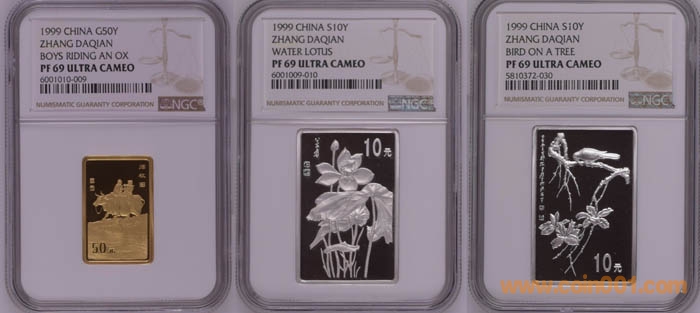 1999 CHINA G50Y
ZHANG DAQIAN
BOYS RIDING AN OX
PF 69 ULTRA CAMEO
6001010-009
NUMISMATIC GUARANTY CORPORATION
NGC
50元
1999 CHINA S10Y
ZHANG DAQIAN
WATER LOTUS
PF 69 ULTRA CAMEO
6001009-010
NUMISMATIC GUARANTY CORPORATION
NGC
10元
1999 CHINA S10Y
ZHANG DAQIAN
BIRD ON A TREE
PF 69 ULTRA CAMEO
5810372-030
NUMISMATIC GUARANTY CORPORATION
NGC
10元
www.coin001.com